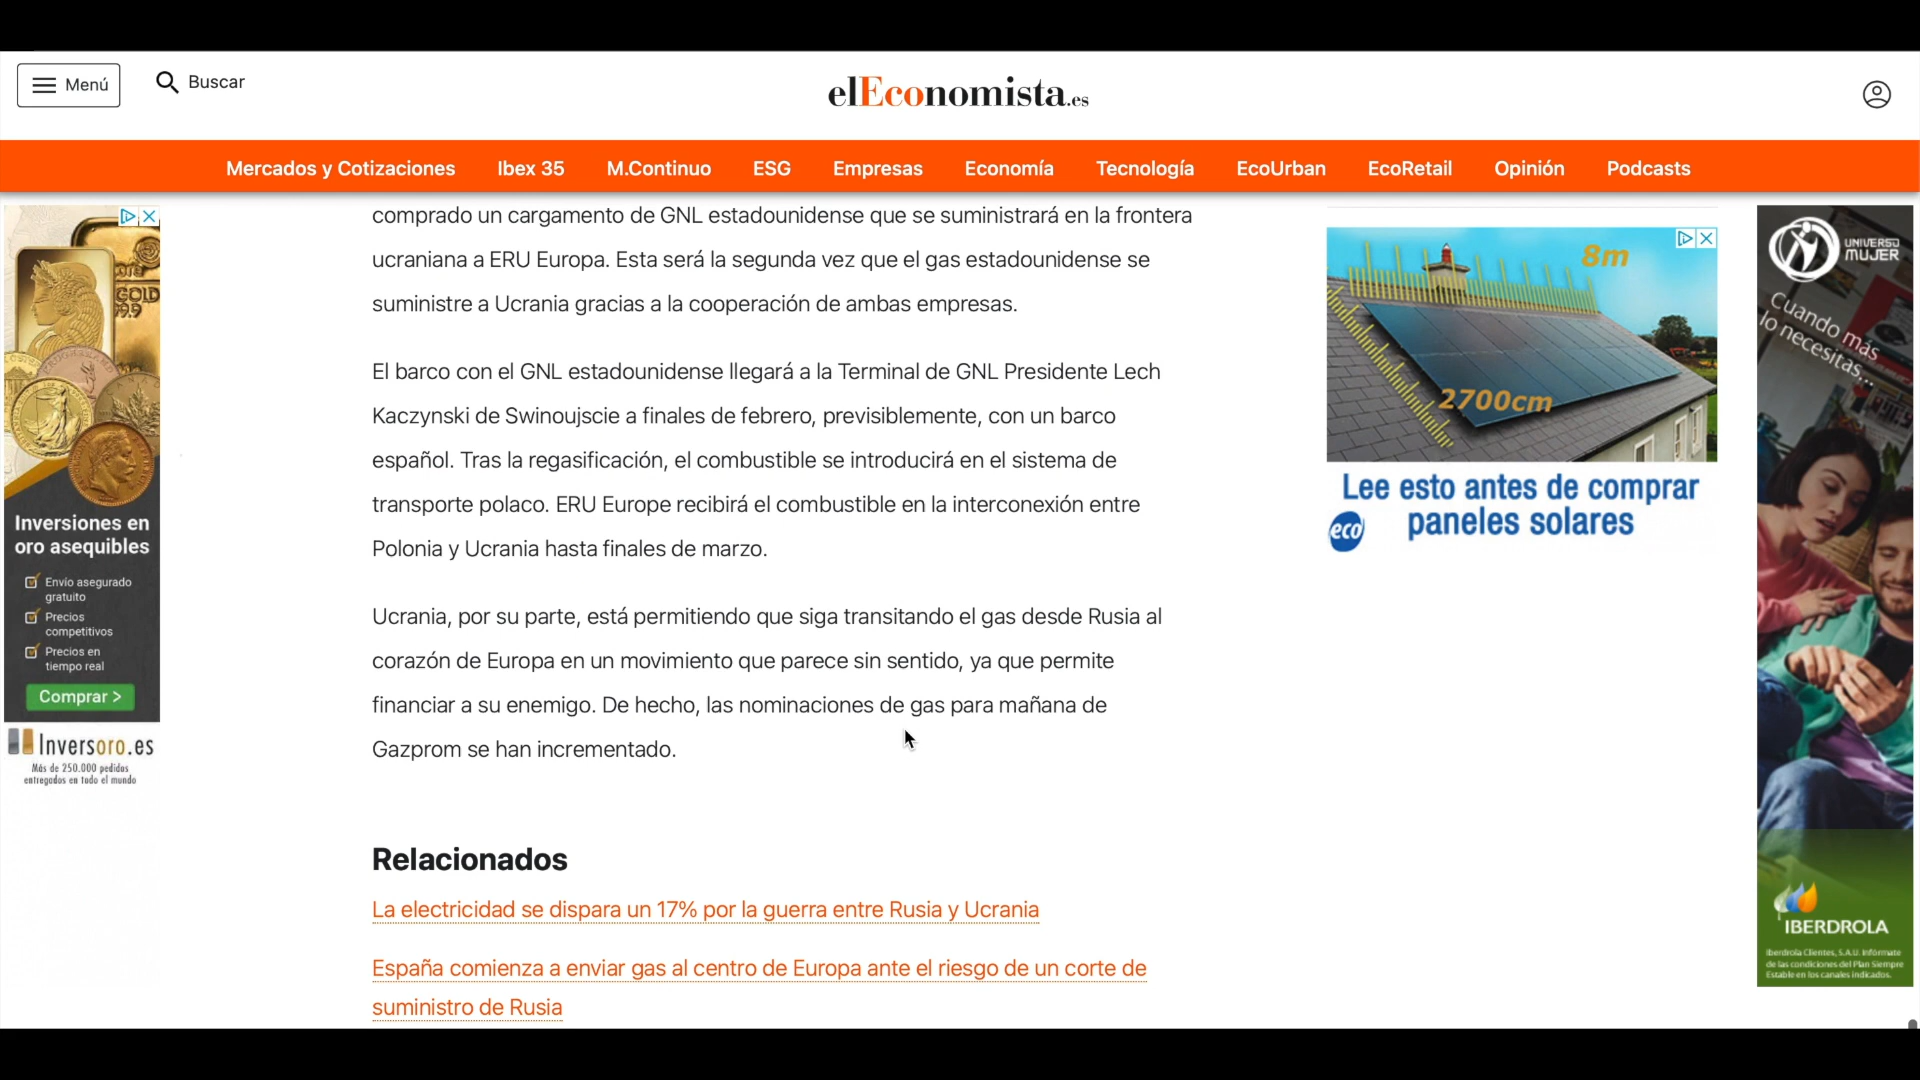 Menú
Buscar
elEconomista.es
Mercados y Cotizaciones Ibex 35 M.Continuo ESG Empresas Economía Tecnología EcoUrban EcoRetail Opinión Podcasts
comprado un cargamento de GNL estadounidense que se suministrará en la frontera
ucraniana a ERU Europa. Esta será la segunda vez que el gas estadounidense se
suministre a Ucrania gracias a la cooperación de ambas empresas.
El barco con el GNL estadounidense llegará a la Terminal de GNL Presidente Lech
Kaczynski de Swinoujscie a finales de febrero, previsiblemente, con un barco
español. Tras la regasificación, el combustible se introducirá en el sistema de
transporte polaco. ERU Europe recibirá el combustible en la interconexión entre
Polonia y Ucrania hasta finales de marzo.
Ucrania, por su parte, está permitiendo que siga transitando el gas desde Rusia al
corazón de Europa en un movimiento que parece sin sentido, ya que permite
financiar a su enemigo. De hecho, las nominaciones de gas para mañana de
Gazprom se han incrementado.
Relacionados
La electricidad se dispara un 17% por la guerra entre Rusia y Ucrania
España comienza a enviar gas al centro de Europa ante el riesgo de un corte de
suministro de Rusia
GOLD
Inversiones en
oro asequibles
Envío asegurado
gratuito
Precios
competitivos
Precios en
tiempo real
Comprar >
Inversoro.es
Más de 250.000 pedidos
entregados en todo el mundo
8m
2700cm
Lee esto antes de comprar
paneles solares
eco
UNIVERSO
MUJER
Cuando más
lo necesitas...
IBERDROLA
Iberdrola Clientes, S.A.U. Infórmate
de las condiciones del Plan Siempre
Estable en los canales indicados.